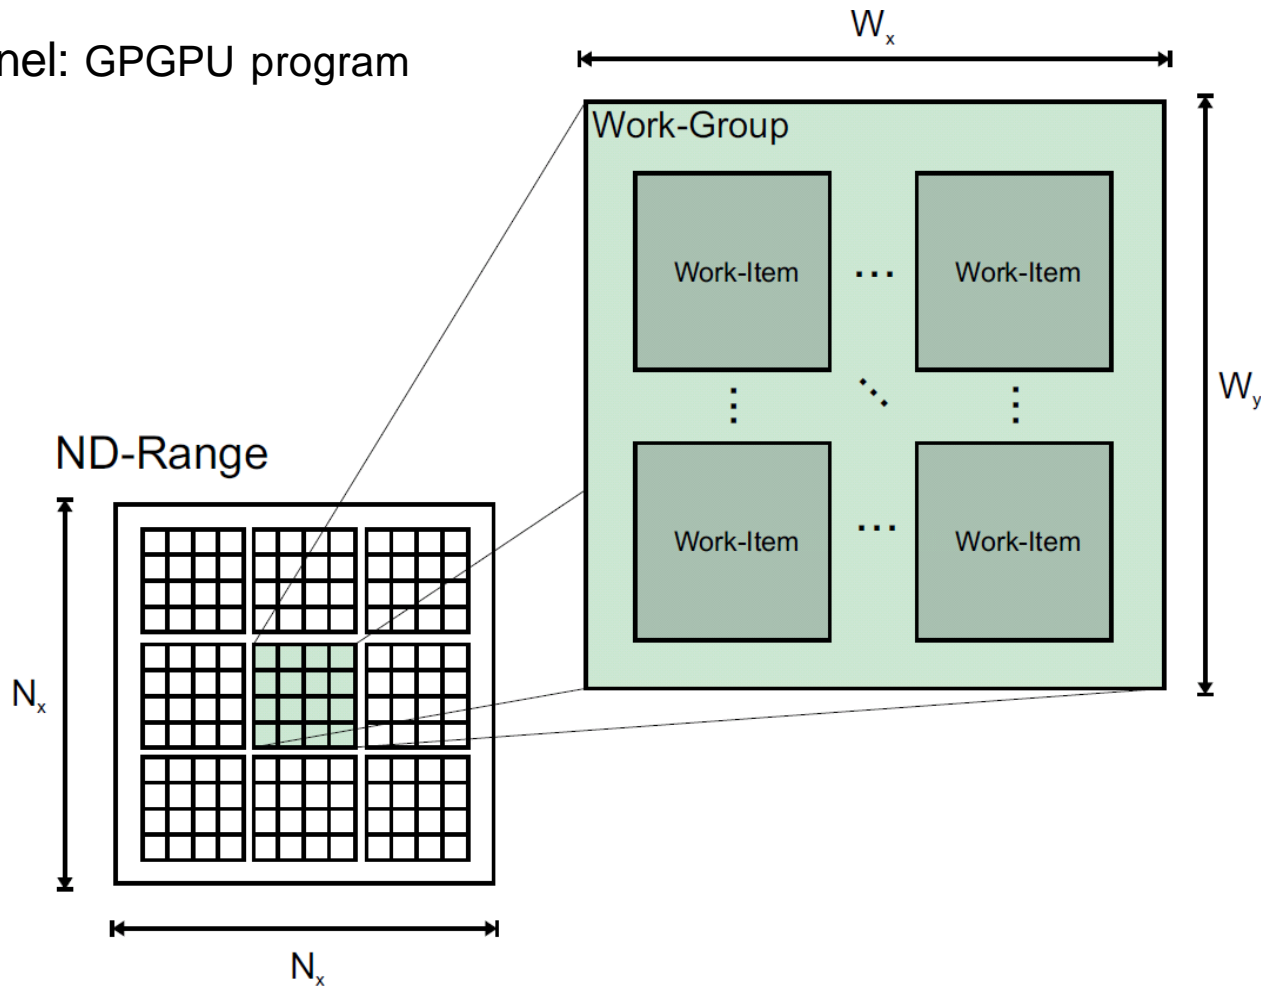 nel: GPGPU program
Wx
Work-Group
Work-Item ... Work-Item
Wy
Work-Item ... Work-Item
ND-Range
Nx
Nx